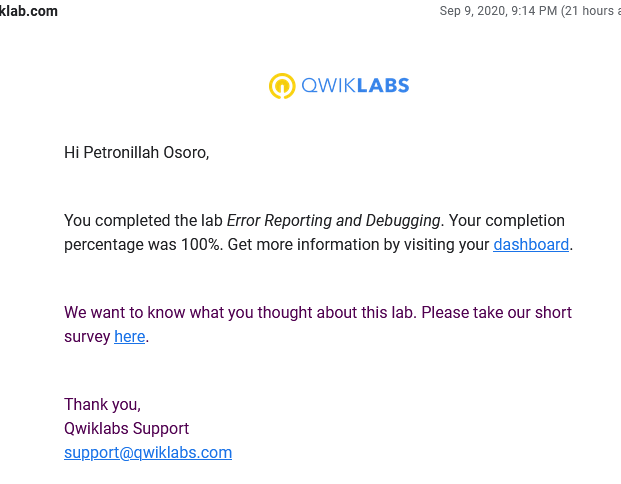 klab.com
Sep 9, 2020, 9:14 PM (21 hours a
QWIKLABS
Hi Petronillah Osoro,
You completed the lab Error Reporting and Debugging. Your completion
percentage was 100%. Get more information by visiting your dashboard.
We want to know what you thought about this lab. Please take our short
survey here.
Thank you,
Qwiklabs Support
support@qwiklabs.com